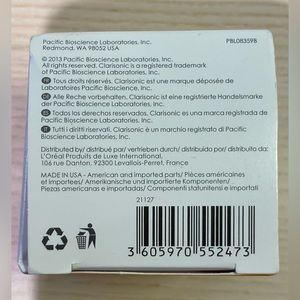 Pacific Bioscience Laboratories, Inc.
Redmond, WA 98052 USA
PBL08359B
© 2013 Pacific Bioscience Laboratories, Inc.
All rights reserved. Clarisonic is a registered trademark
of Pacific Bioscience Laboratories, Inc.
FR Tous droits réservés. Clarisonic est une marque déposée de
Laboratoires Pacific Bioscience, Inc.
DE Alle Reche vorbehalten. Clarisonic ist eine registrierte Handelsmarke
der Pacific Bioscience Laboratories, Inc.
ES Todos los derechos reservados. Clarisonic es una marca registrada de
Pacific Bioscience Laboratories, Inc.
IT Tutti i diritti riservati. Clarisonic è un marchio registrato di Pacific
Bioscience Laboratories, Inc.
Distributed by/ distribué par/ vertrieben durch/ distribuido por/ distribuito da:
L'Oréal Produits de Luxe International,
106 rue Danton, 92300 Levallois-Perret, France
MADE IN USA - American and imported parts/ Pièces américaines
et importées/ Amerikanische und importierte Komponenten/
Piezas americanas e importadas/ Componenti statunitensi e importati
21127
3 605970 552473